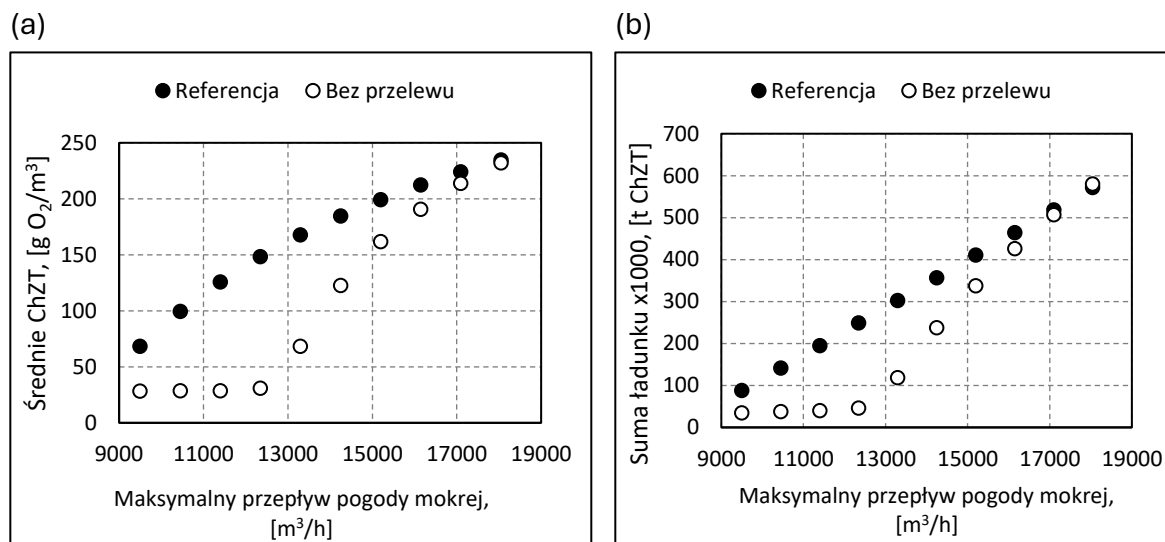 (a)
● Referencja ○ Bez przelewu
Średnie ChZT, [g O₂/m³]
250
200
150
100
50
0
9000 11000 13000 15000 17000 19000
Maksymalny przepływ pogody mokrej,
[m³/h]
(b)
● Referencja ○ Bez przelewu
Suma ładunku x1000, [t ChZT]
700
600
500
400
300
200
100
0
9000 11000 13000 15000 17000 19000
Maksymalny przepływ pogody mokrej,
[m³/h]